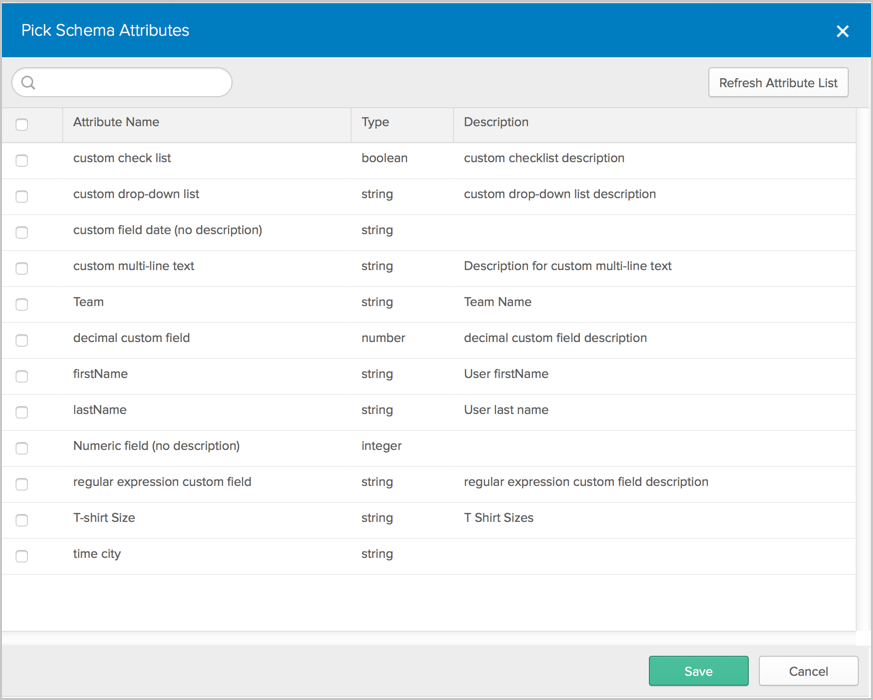 Pick Schema Attributes
Refresh Attribute List
Attribute Name Type Description
custom check list boolean custom checklist description
custom drop-down list string custom drop-down list description
custom field date (no description) string
custom multi-line text string Description for custom multi-line text
Team string Team Name
decimal custom field number decimal custom field description
firstName string User firstName
lastName string User last name
Numeric field (no description) integer
regular expression custom field string regular expression custom field description
T-shirt Size string T Shirt Sizes
time city string
Save Cancel